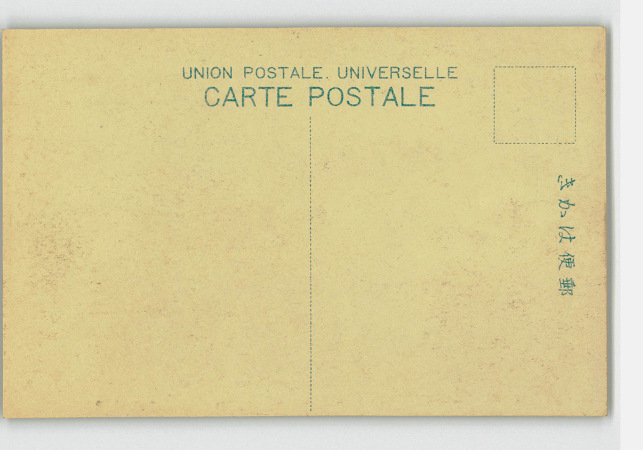 UNION POSTALE. UNIVERSELLE
CARTE POSTALE
郵便はかき